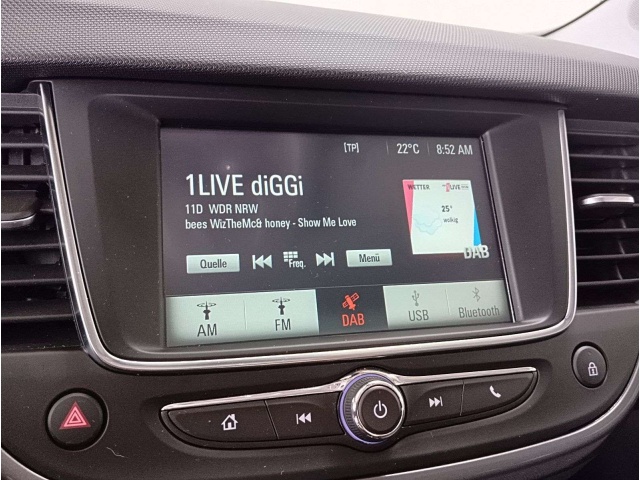 [TP] 22°C 8:52 AM
1LIVE diGGi
11D WDR NRW
bees WizTheMc& honey - Show Me Love
WETTER 1LIVE
25°
wolkig
DAB
Quelle Freq. Menü
AM FM DAB USB Bluetooth